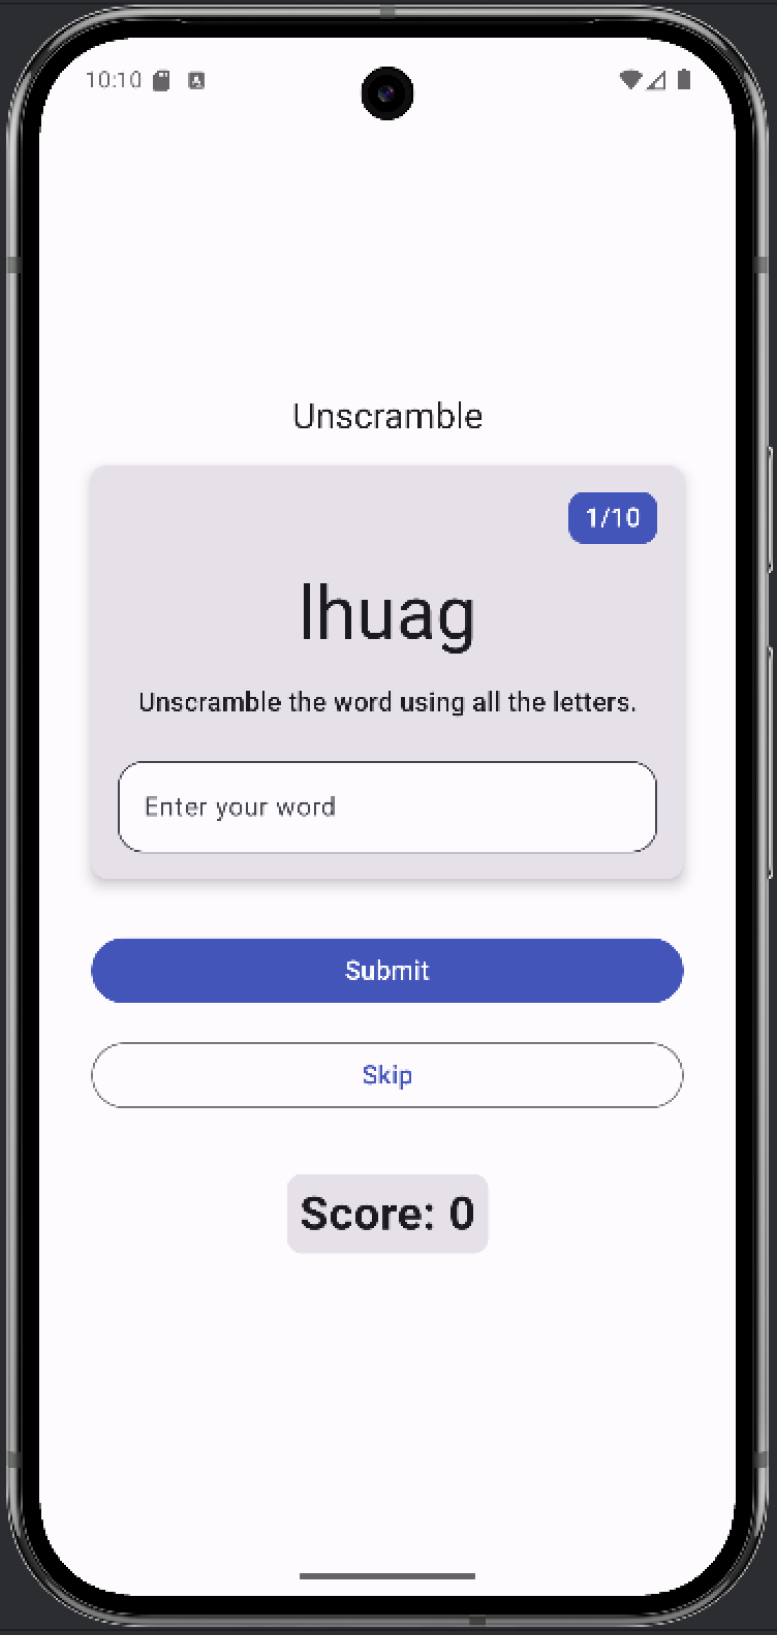 10:10
Unscramble
1/10
lhuag
Unscramble the word using all the letters.
Enter your word
Submit
Skip
Score: 0